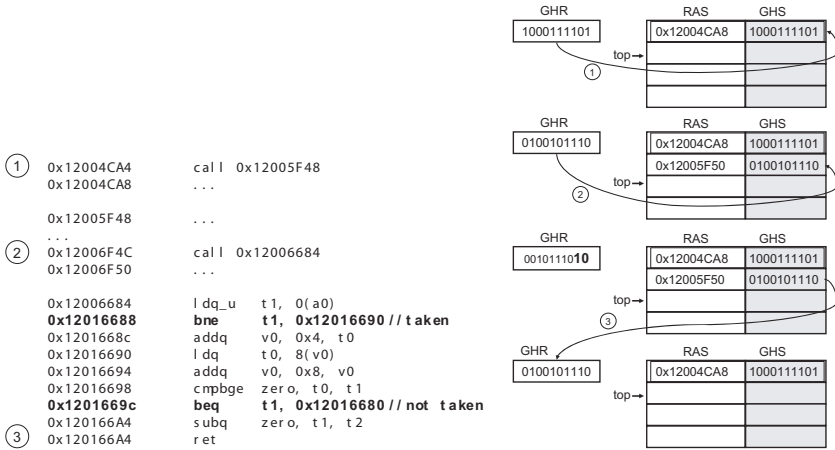 1 0x12004CA4 call 0x12005F48
0x12004CA8 ...
0x12005F48 ...
...
2 0x12006F4C call 0x12006684
0x12006F50 ...
0x12006684 ldq_u t1, 0(a0)
0x12016688 bne t1, 0x12016690 // taken
0x1201668c addq v0, 0x4, t0
0x12016690 ldq t0, 8(v0)
0x12016694 addq v0, 0x8, v0
0x12016698 cmpbge zero, t0, t1
0x1201669c beq t1, 0x12016680 // not taken
0x120166A4 subq zero, t1, t2
3 0x120166A4 ret
GHR RAS GHS
1000111101 0x12004CA8 1000111101
top
1
GHR RAS GHS
0100101110 0x12004CA8 1000111101
0x12005F50 0100101110
top
2
GHR RAS GHS
0010111010 0x12004CA8 1000111101
0x12005F50 0100101110
top
3
GHR RAS GHS
0100101110 0x12004CA8 1000111101
top